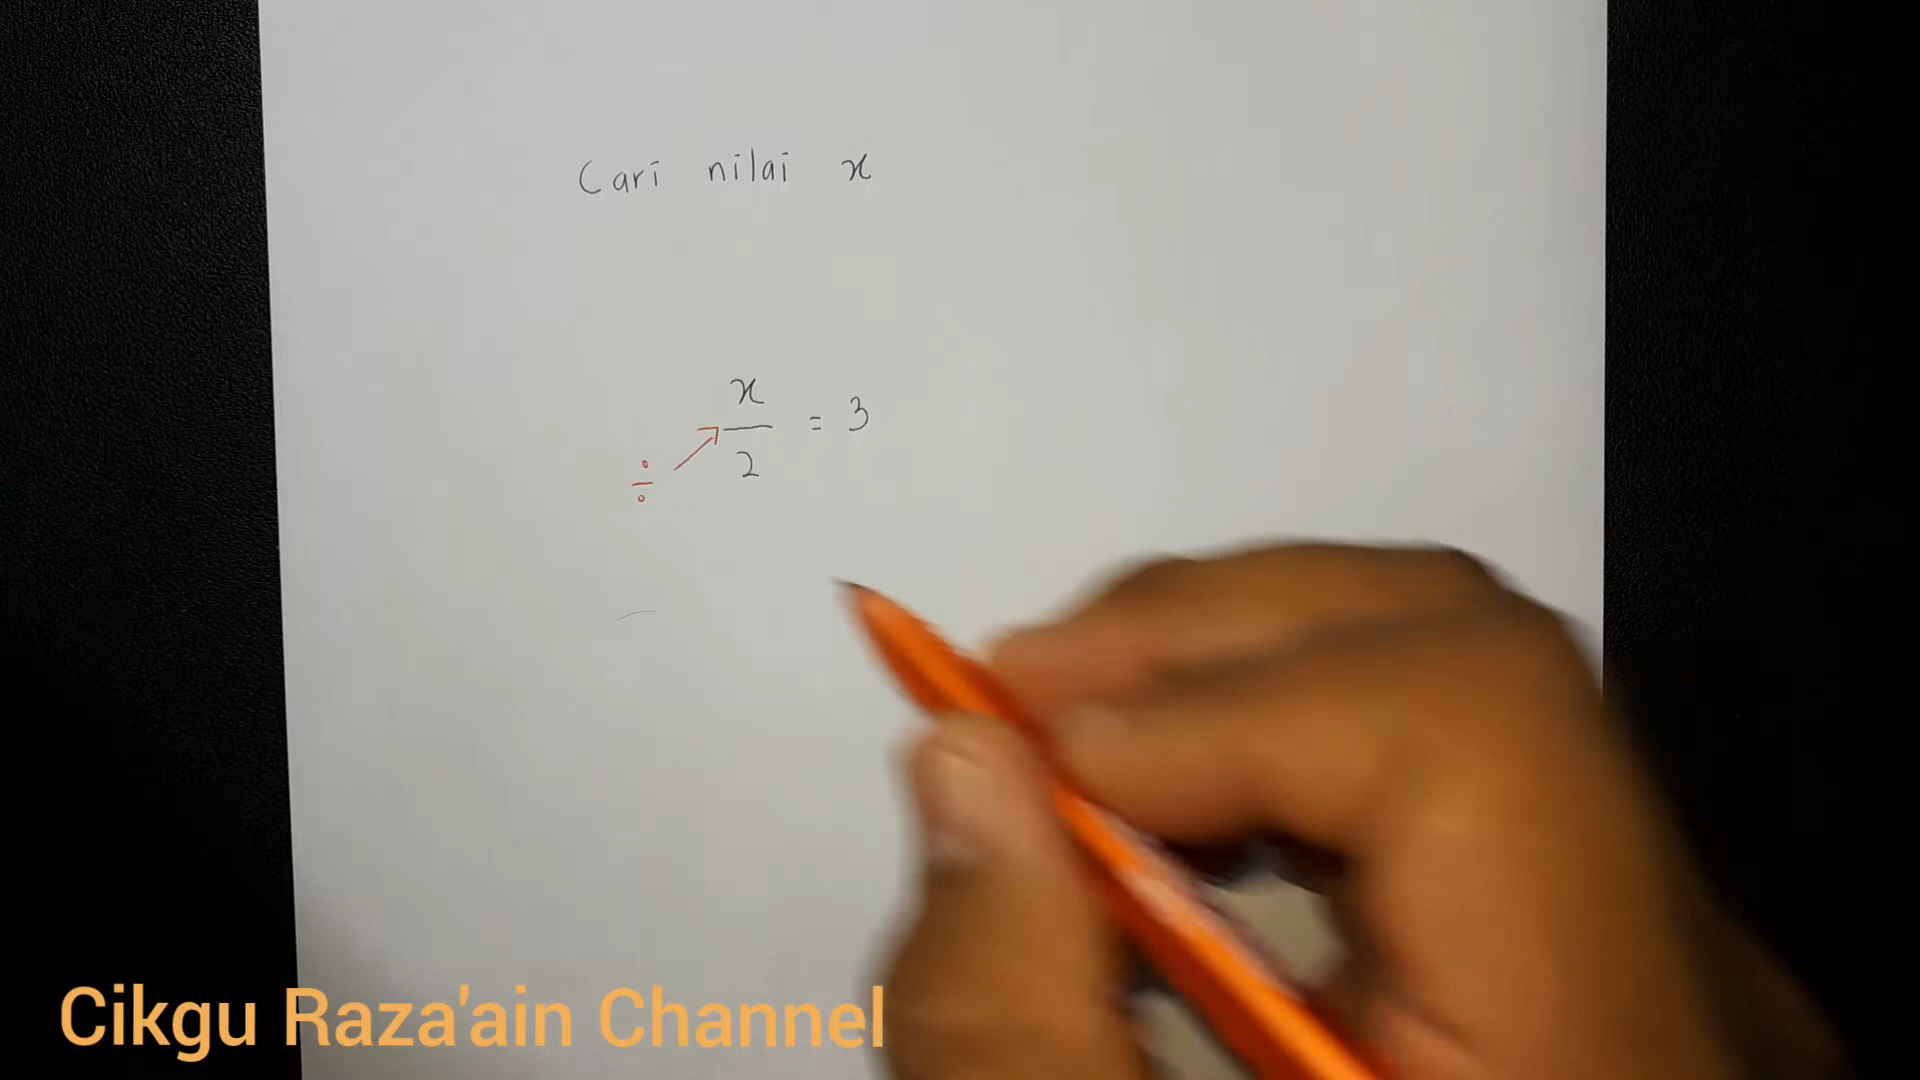 Cari nilai x
x
÷ — = 3
2
Cikgu Raza'ain Channel